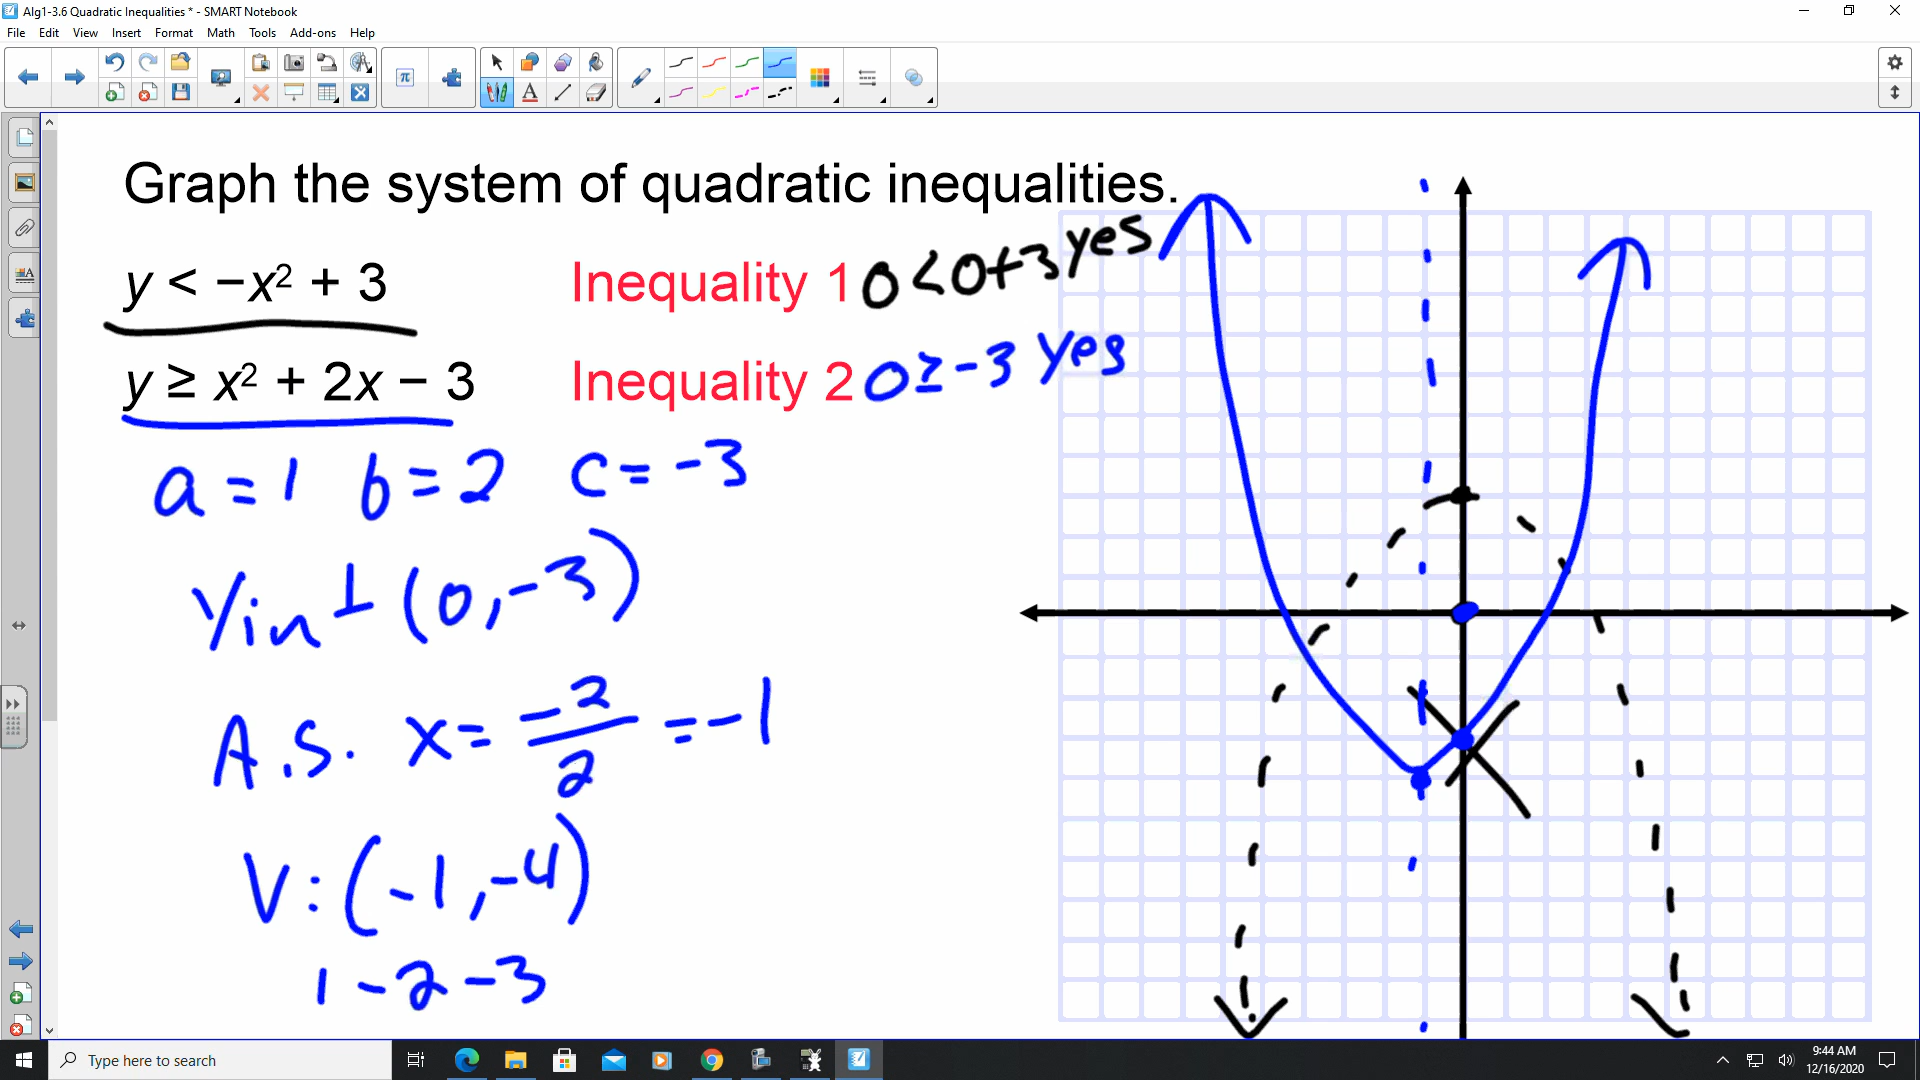 Alg1-3.6 Quadratic Inequalities * - SMART Notebook
File Edit View Insert Format Math Tools Add-ons Help
Graph the system of quadratic inequalities.
y < −x² + 3 Inequality 1 0 < 0 + 3 yes
y ≥ x² + 2x − 3 Inequality 2 0 ≥ -3 yes
a = 1 b = 2 c = -3
Yint (0, -3)
A.S. x = -2/2 = -1
V: (-1, -4)
1 - 2 - 3
Type here to search
9:44 AM
12/16/2020